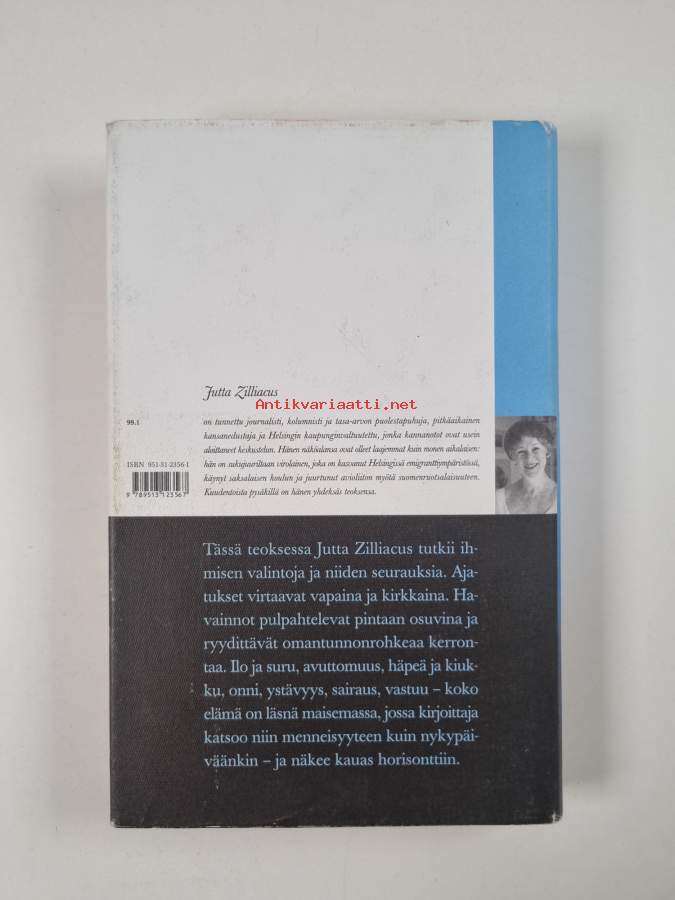 Jutta Zilliacus
Antikvariaatti.net
99.1
on tunnettu journalisti, kolumnisti ja tasa-arvon puolestapuhuja, pitkäaikainen
kansanedustaja ja Helsingin kaupunginvaltuutettu, jonka kannanotot ovat usein
aloittaneet keskustelun. Hänen näköalansa ovat olleet laajemmat kuin monen aikalaisen:
hän on sukujuuriltaan virolainen, joka on kasvanut Helsingissä emigranttiympäristössä,
käynyt saksalaisen koulun ja juurtunut avioliiton myötä suomenruotsalaisuuteen.
Kuudentoista pysäkillä on hänen yhdeksäs teoksensa.
ISBN 951-31-2356-1
9 789513 123567
Tässä teoksessa Jutta Zilliacus tutkii ih-
misen valintoja ja niiden seurauksia. Aja-
tukset virtaavat vapaina ja kirkkaina. Ha-
vainnot pulpahtelevat pintaan osuvina ja
ryydittävät omantunnonrohkeaa kerron-
taa. Ilo ja suru, avuttomuus, häpeä ja kiuk-
ku, onni, ystävyys, sairaus, vastuu – koko
elämä on läsnä maisemassa, jossa kirjoittaja
katsoo niin menneisyyteen kuin nykypäi-
väänkin – ja näkee kauas horisonttiin.